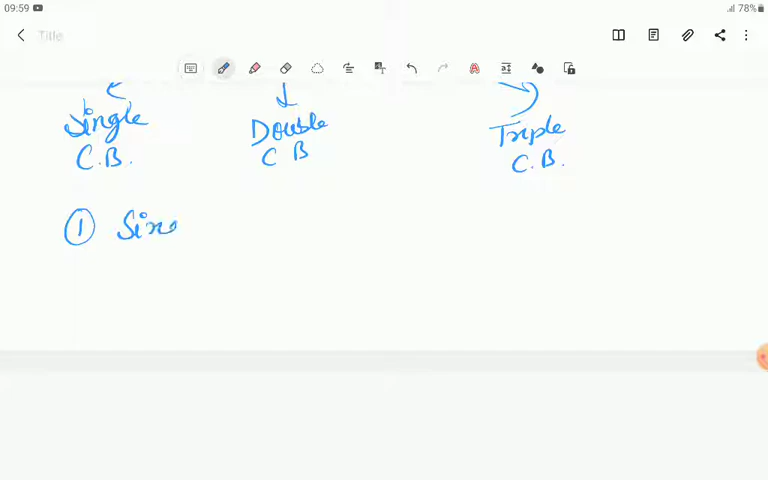 09:59
78%
Title
Single Double Triple
C.B. C B C.B.
① Sin